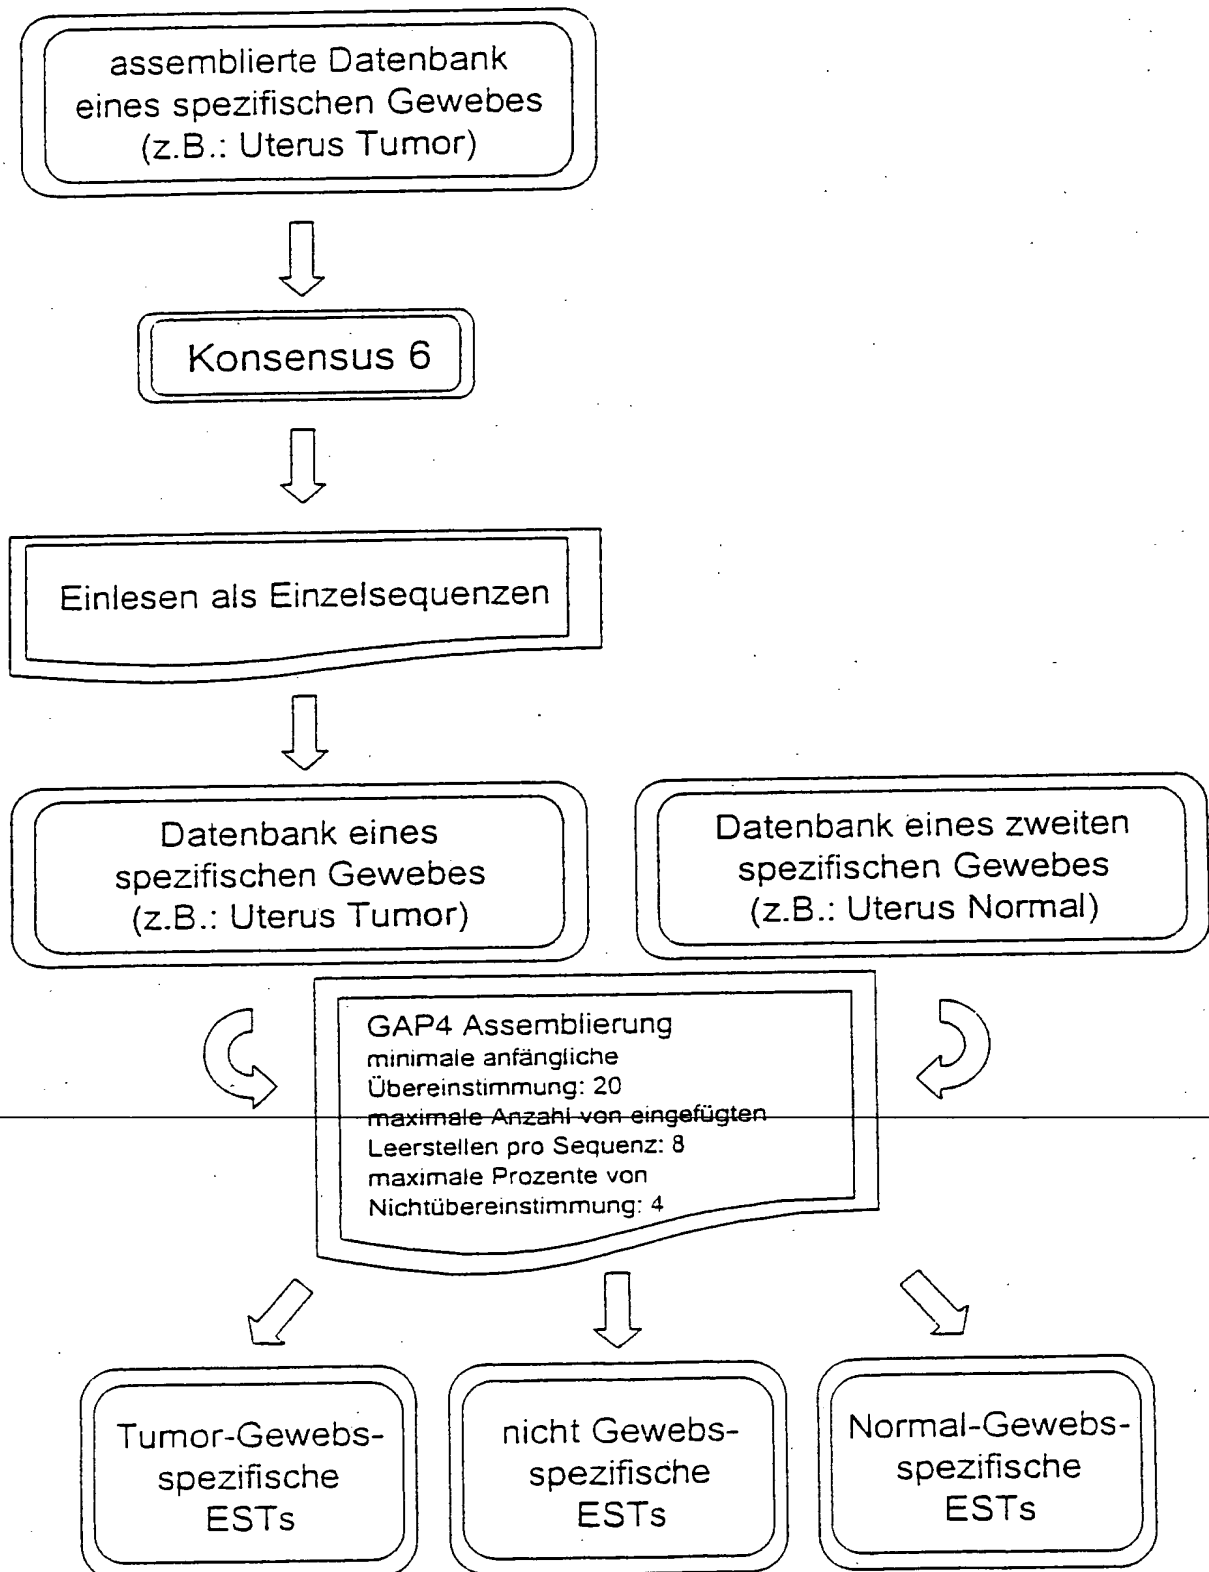 assemblierte Datenbank
eines spezifischen Gewebes
(z.B.: Uterus Tumor)
Konsensus 6
Einlesen als Einzelsequenzen
Datenbank eines
spezifischen Gewebes
(z.B.: Uterus Tumor)
Datenbank eines zweiten
spezifischen Gewebes
(z.B.: Uterus Normal)
GAP4 Assemblierung
minimale anfängliche
Übereinstimmung: 20
maximale Anzahl von eingefügten
Leerstellen pro Sequenz: 8
maximale Prozente von
Nichtübereinstimmung: 4
Tumor-Gewebs-
spezifische
ESTs
nicht Gewebs-
spezifische
ESTs
Normal-Gewebs-
spezifische
ESTs